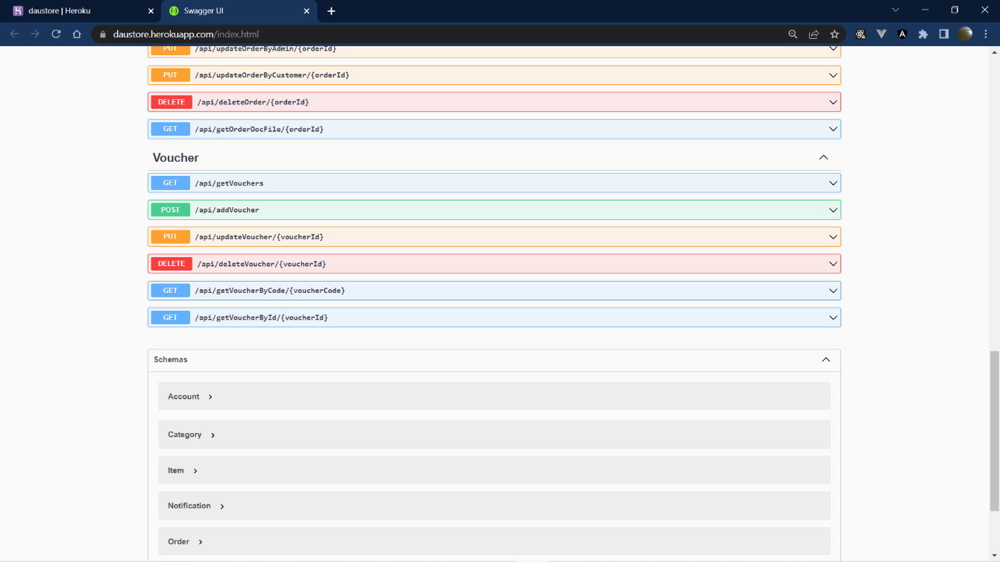 daustore | Heroku
Swagger UI
daustore.herokuapp.com/index.html
PUT /api/updateOrderByAdmin/{orderId}
PUT /api/updateOrderByCustomer/{orderId}
DELETE /api/deleteOrder/{orderId}
GET /api/getOrderDocFile/{orderId}
Voucher
GET /api/getVouchers
POST /api/addVoucher
PUT /api/updateVoucher/{voucherId}
DELETE /api/deleteVoucher/{voucherId}
GET /api/getVoucherByCode/{voucherCode}
GET /api/getVoucherById/{voucherId}
Schemas
Account
Category
Item
Notification
Order